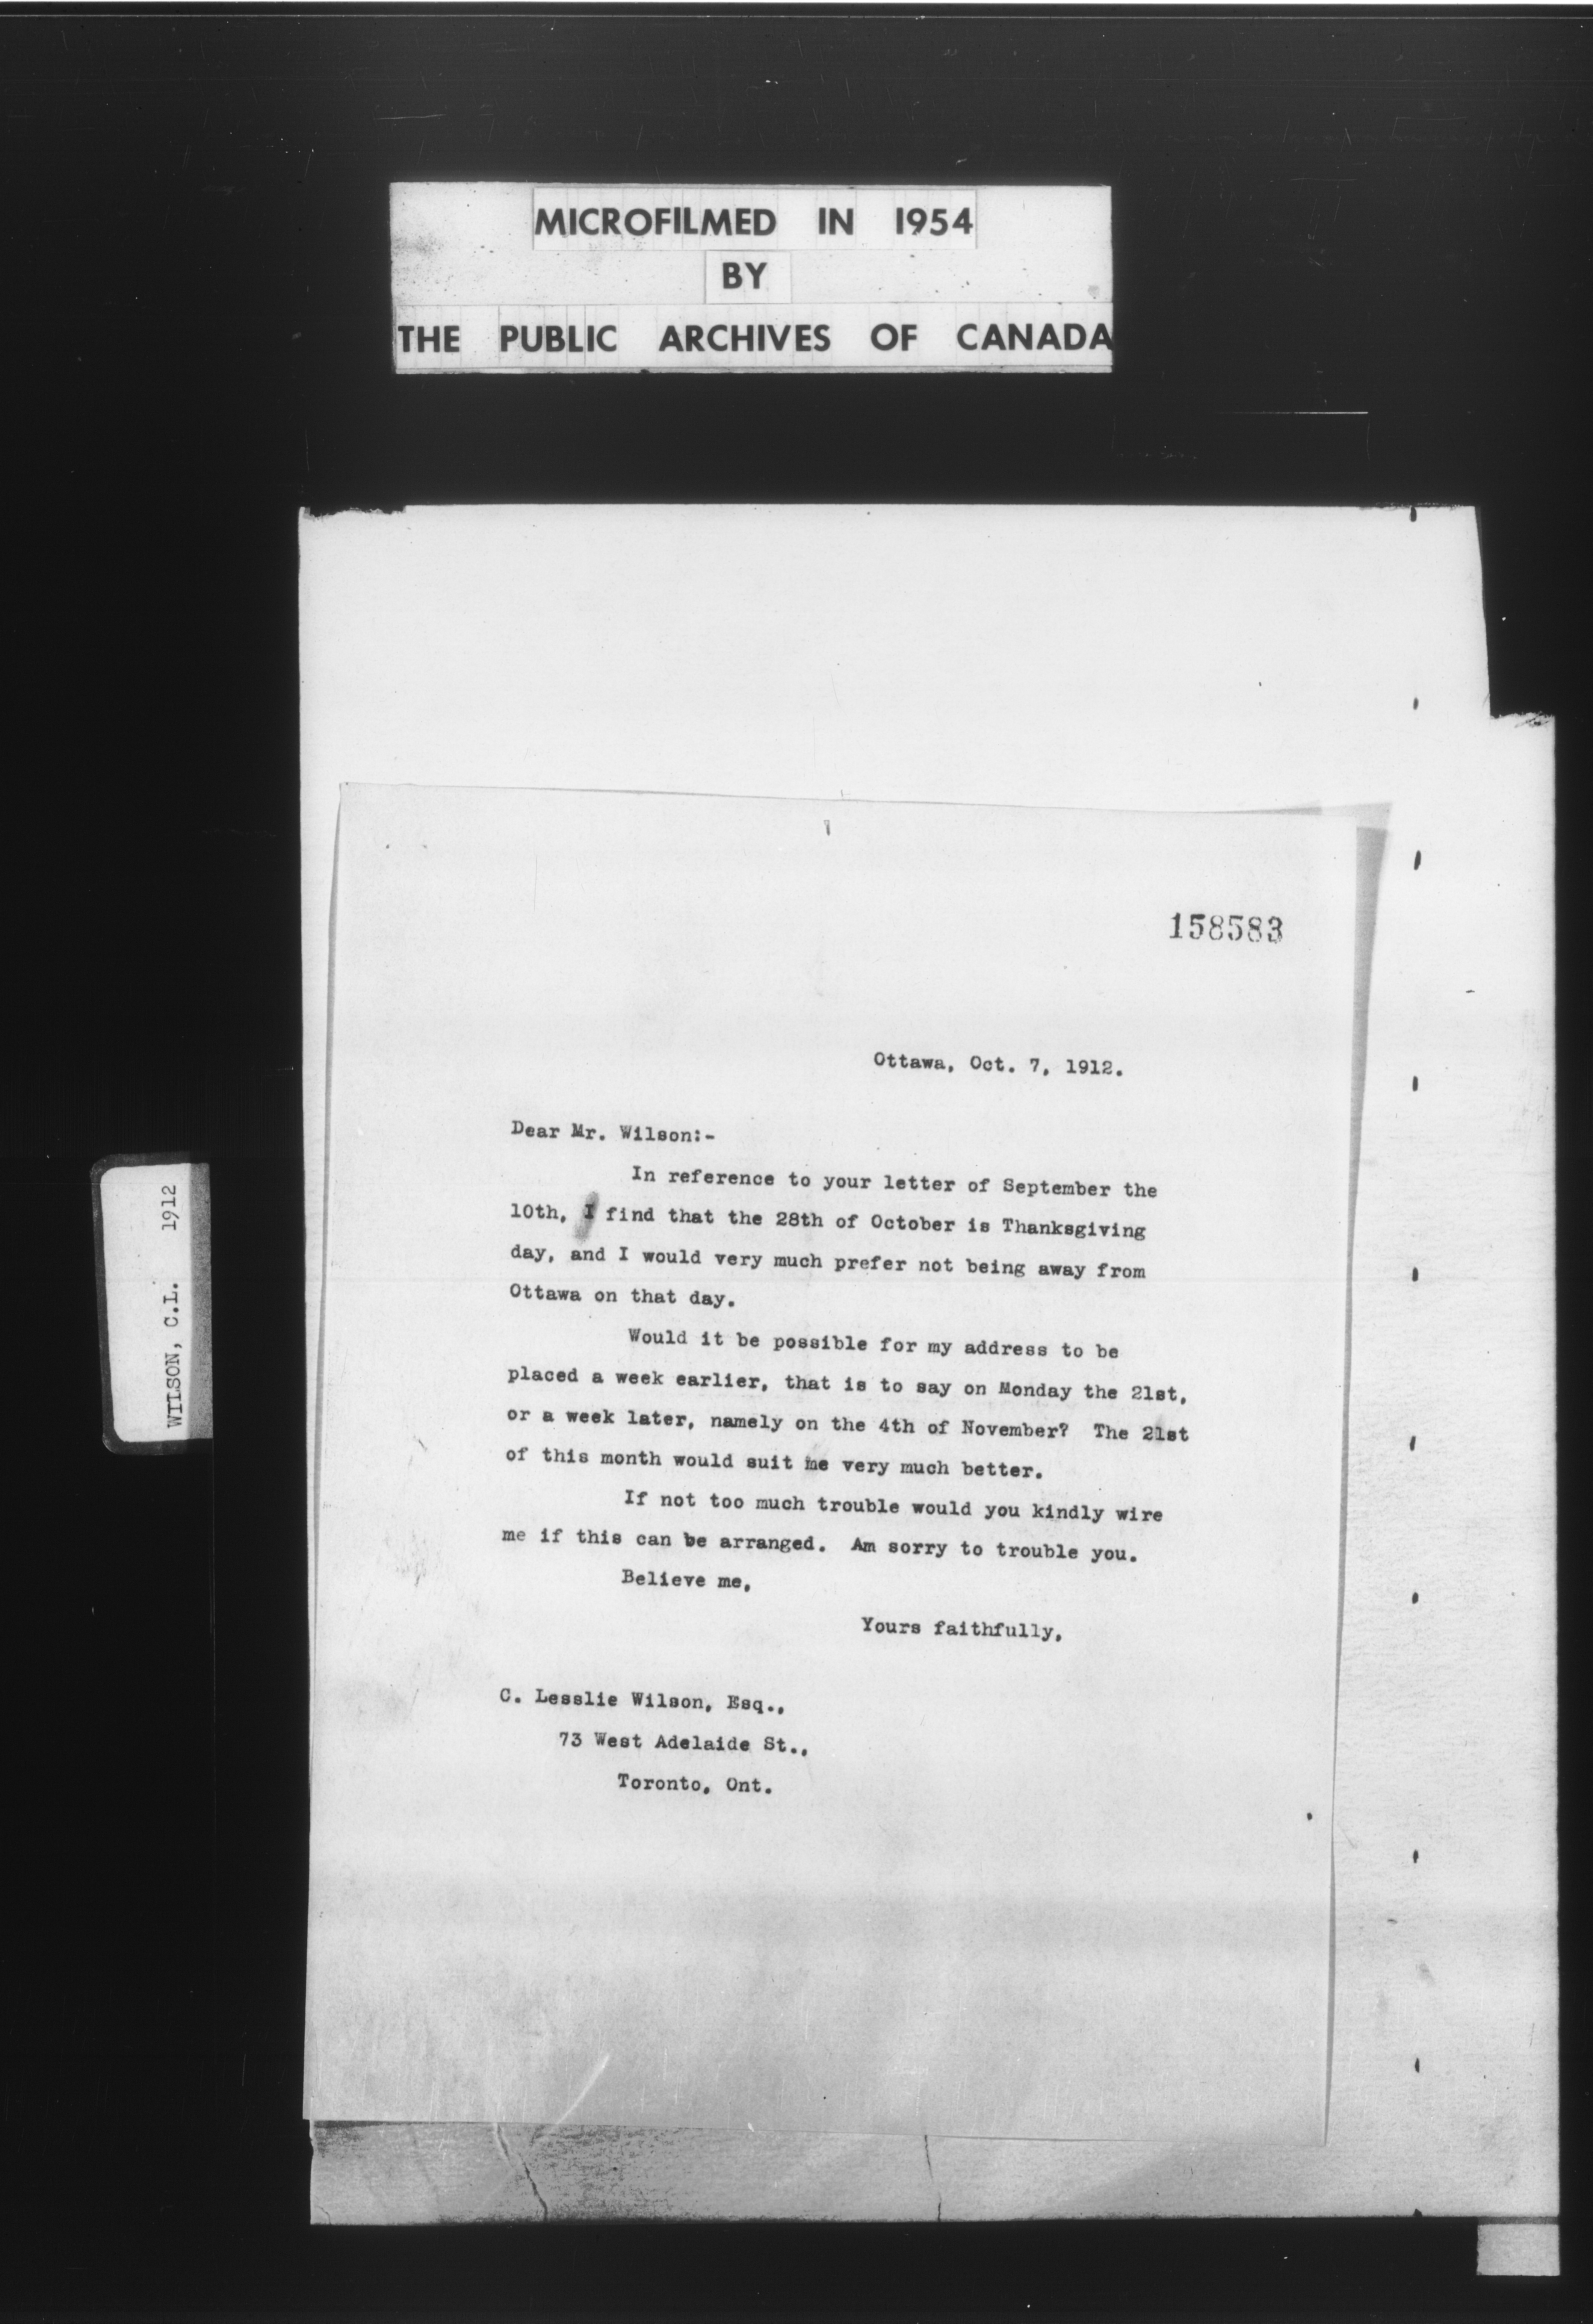 MICROFILMED IN 1954
BY
THE PUBLIC ARCHIVES OF CANADA
158583
Ottawa, Oct. 7, 1912.
Dear Mr. Wilson:-
In reference to your letter of September the
10th, I find that the 28th of October is Thanksgiving
day, and I would very much prefer not being away from
Ottawa on that day.
Would it be possible for my address to be
placed a week earlier, that is to say on Monday the 21st,
or a week later, namely on the 4th of November? The 21st
of this month would suit me very much better.
If not too much trouble would you kindly wire
me if this can be arranged. Am sorry to trouble you.
Believe me,
Yours faithfully,
C. Lesslie Wilson, Esq.,
73 West Adelaide St.,
Toronto, Ont.
WILSON, C.L. 1912